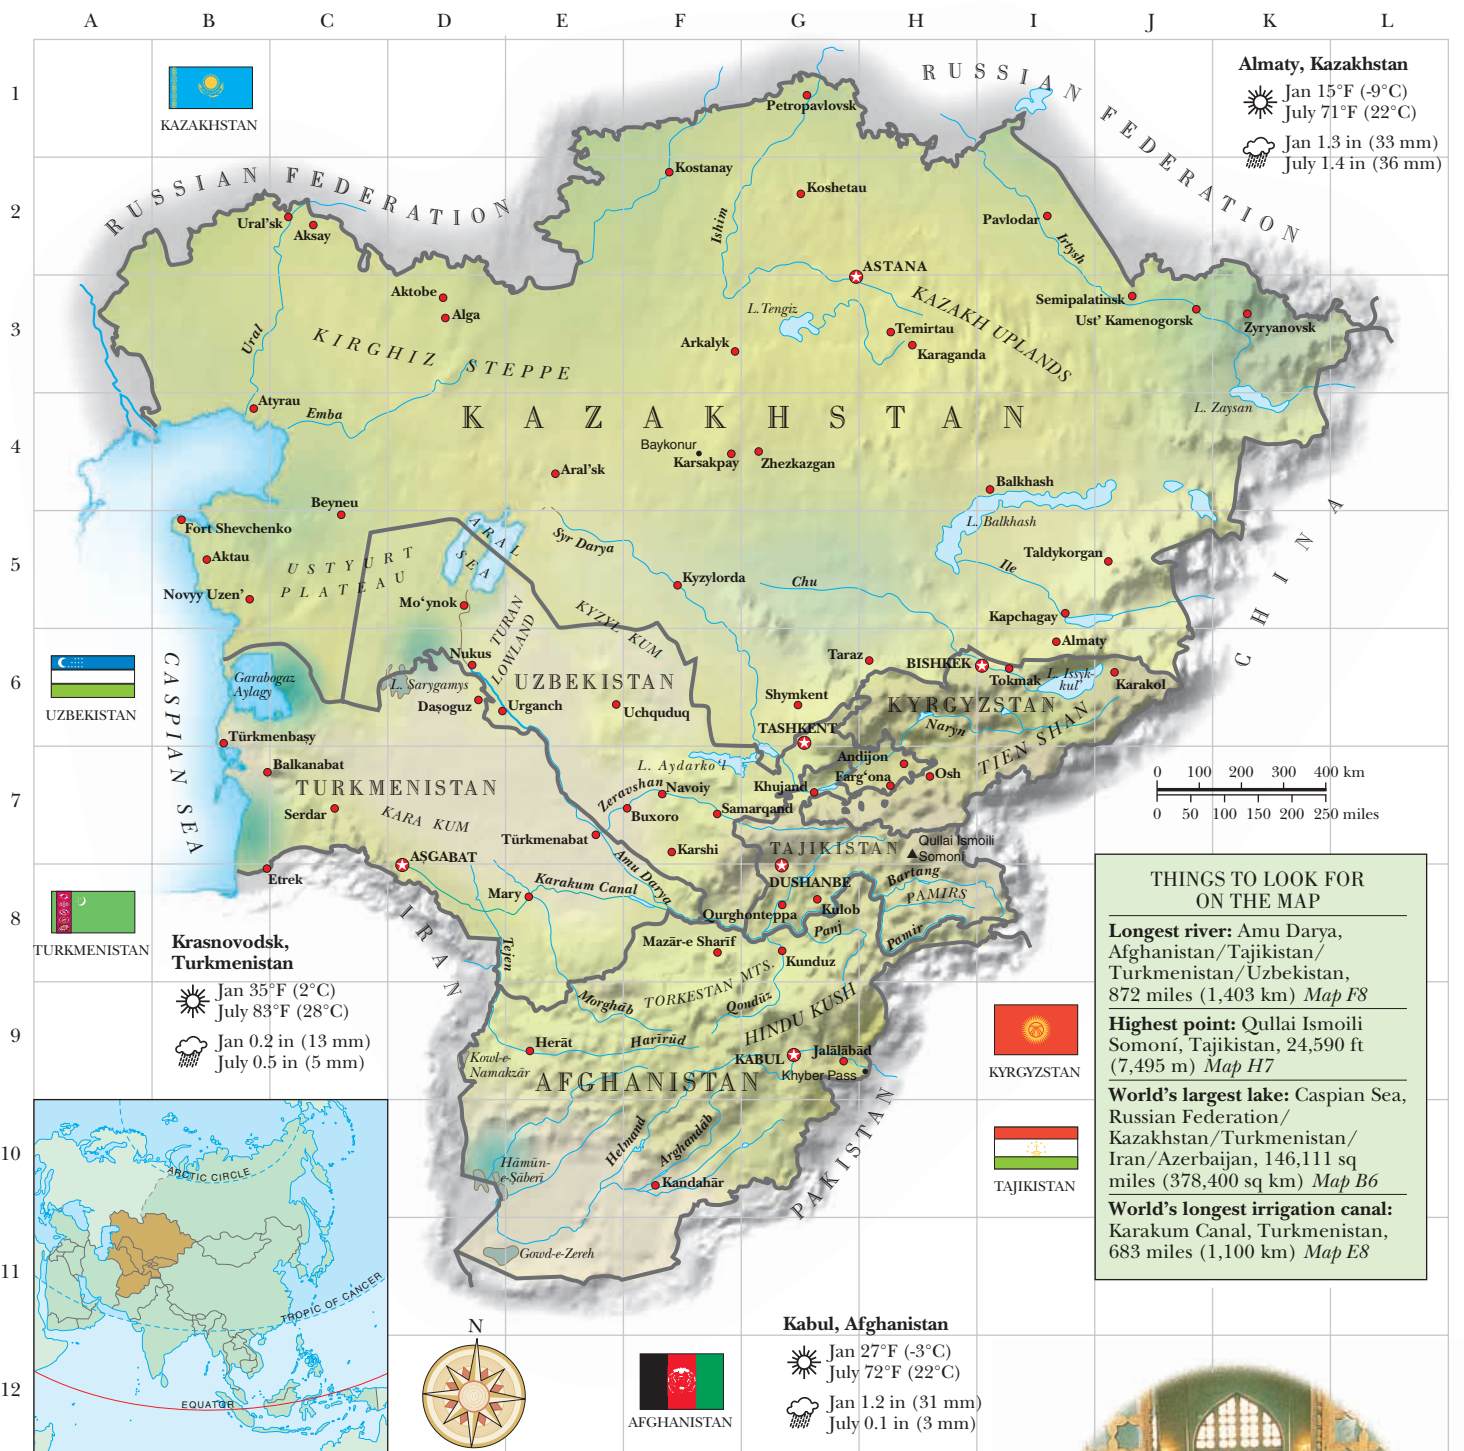 A B C D E F G H I J K L
1
2
3
4
5
6
7
8
9
10
11
12
KAZAKHSTAN
UZBEKISTAN
TURKMENISTAN
KYRGYZSTAN
TAJIKISTAN
AFGHANISTAN
Almaty, Kazakhstan
Jan 15°F (-9°C)
July 71°F (22°C)
Jan 1.3 in (33 mm)
July 1.4 in (36 mm)
RUSSIAN FEDERATION
RUSSIAN FEDERATION
Petropavlovsk
Kostanay
Koshetau
Ishim
Pavlodar
Irtysh
Ural'sk
Aksay
ASTANA
KAZAKH UPLANDS
Aktobe
Alga
L. Tengiz
Semipalatinsk
Ust' Kamenogorsk
Zyryanovsk
Temirtau
Karaganda
Arkalyk
Ural
KIRGHIZ STEPPE
Atyrau
Emba
KAZAKHSTAN
L. Zaysan
Baykonur
Karsakpay
Zhezkazgan
Aral'sk
Balkhash
L. Balkhash
Beyneu
Fort Shevchenko
Aktau
Novyy Uzen'
USTYURT
PLATEAU
ARAL
SEA
Syr Darya
Kyzylorda
Chu
Ile
Taldykorgan
Kapchagay
Almaty
CHINA
Mo‘ynok
TURAN
LOWLAND
KYZYL KUM
Nukus
Taraz
BISHKEK
Tokmak
L. Issyk-
kul'
Karakol
CASPIAN SEA
Garabogaz
Aylagy
L. Sarygamys
Daşoguz
Urganch
UZBEKISTAN
Uchquduq
Shymkent
TASHKENT
KYRGYZSTAN
Naryn
TIEN SHAN
Türkmenbaşy
Balkanabat
TURKMENISTAN
Serdar
KARA KUM
L. Aydarko‘l
Andijon
Farg‘ona
Osh
Khujand
Zeravshan
Navoiy
Buxoro
Samarqand
Türkmenabat
Karshi
TAJIKISTAN
Qullai Ismoili
Somoní
0 100 200 300 400 km
0 50 100 150 200 250 miles
AŞGABAT
Etrek
Mary
Karakum Canal
Amu Darya
DUSHANBE
Qurghonteppa
Kulob
Bartang
PAMIRS
Panj
Pamir
IRAN
Tejen
Mazār-e Sharīf
Kunduz
TORKESTAN MTS.
Morghāb
Qondūz
HINDU KUSH
Herāt
Harīrūd
KABUL
Jalālābād
Khyber Pass
Kowl-e-
Namakzār
AFGHANISTAN
Helmand
Arghandāb
Hāmūn-
e-Şāberī
Kandahār
PAKISTAN
Gowd-e-Zereh
Krasnovodsk,
Turkmenistan
Jan 35°F (2°C)
July 83°F (28°C)
Jan 0.2 in (13 mm)
July 0.5 in (5 mm)
THINGS TO LOOK FOR
ON THE MAP
Longest river: Amu Darya,
Afghanistan/Tajikistan/
Turkmenistan/Uzbekistan,
872 miles (1,403 km) Map F8
Highest point: Qullai Ismoili
Somoní, Tajikistan, 24,590 ft
(7,495 m) Map H7
World's largest lake: Caspian Sea,
Russian Federation/
Kazakhstan/Turkmenistan/
Iran/Azerbaijan, 146,111 sq
miles (378,400 sq km) Map B6
World's longest irrigation canal:
Karakum Canal, Turkmenistan,
683 miles (1,100 km) Map E8
ARCTIC CIRCLE
TROPIC OF CANCER
EQUATOR
N
Kabul, Afghanistan
Jan 27°F (-3°C)
July 72°F (22°C)
Jan 1.2 in (31 mm)
July 0.1 in (3 mm)